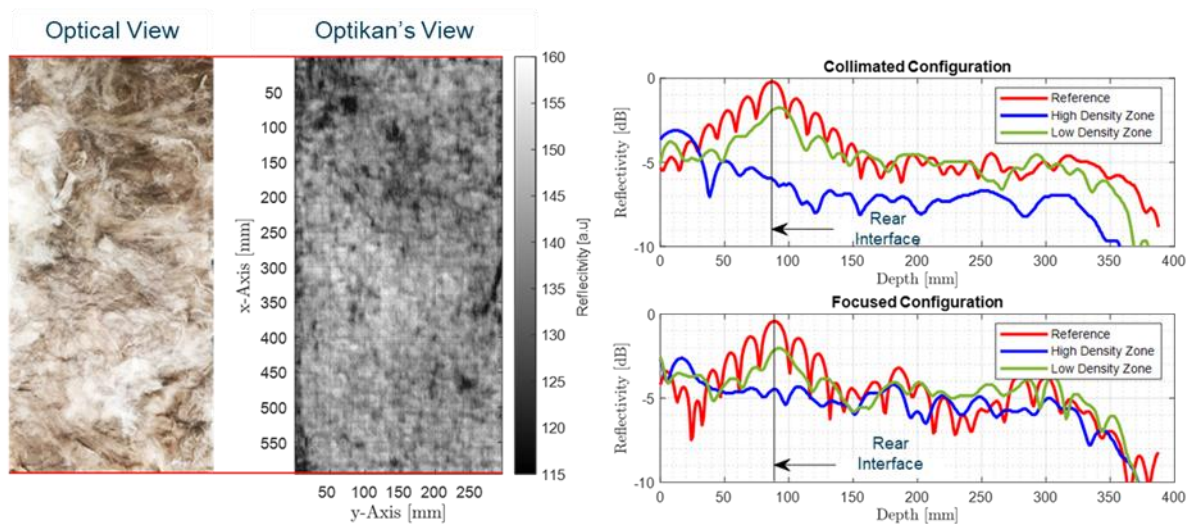 Optical View
Optikan's View
50
100
150
200
250
300
350
400
450
500
550
x-Axis [mm]
50 100 150 200 250
y-Axis [mm]
160
155
150
145
140
135
130
125
120
115
Reflecitvity [a.u]
Collimated Configuration
0
-5
-10
Reflectivity [dB]
Reference
High Density Zone
Low Density Zone
Rear
Interface
0 50 100 150 200 250 300 350 400
Depth [mm]
Focused Configuration
0
-5
-10
Reflectivity [dB]
Reference
High Density Zone
Low Density Zone
Rear
Interface
0 50 100 150 200 250 300 350 400
Depth [mm]